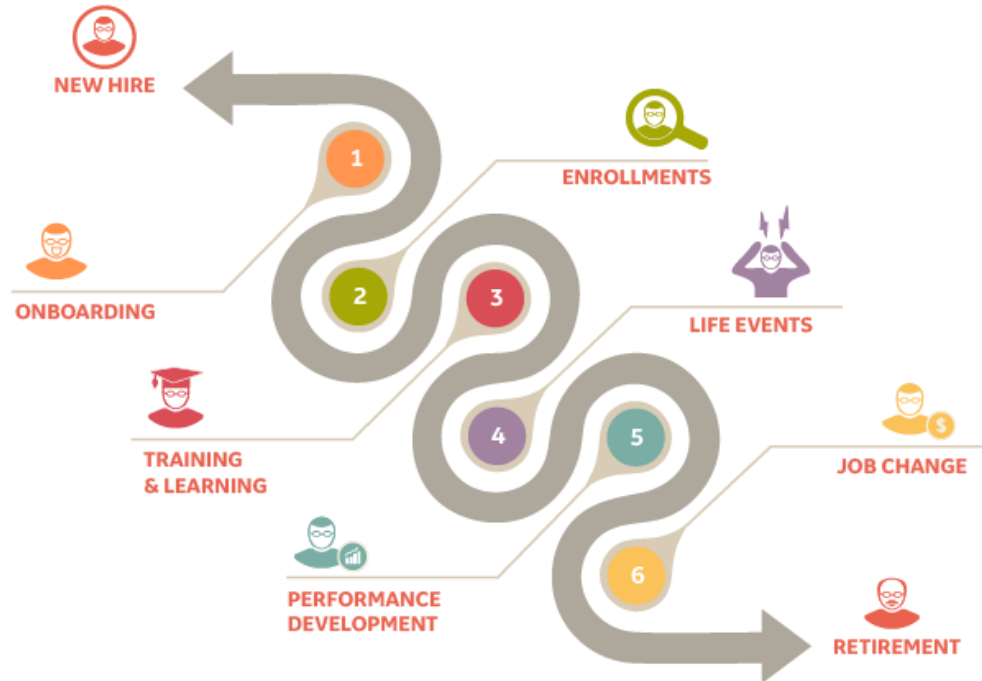 NEW HIRE
1
ONBOARDING
2
ENROLLMENTS
3
TRAINING
& LEARNING
4
LIFE EVENTS
5
PERFORMANCE
DEVELOPMENT
6
$
JOB CHANGE
RETIREMENT